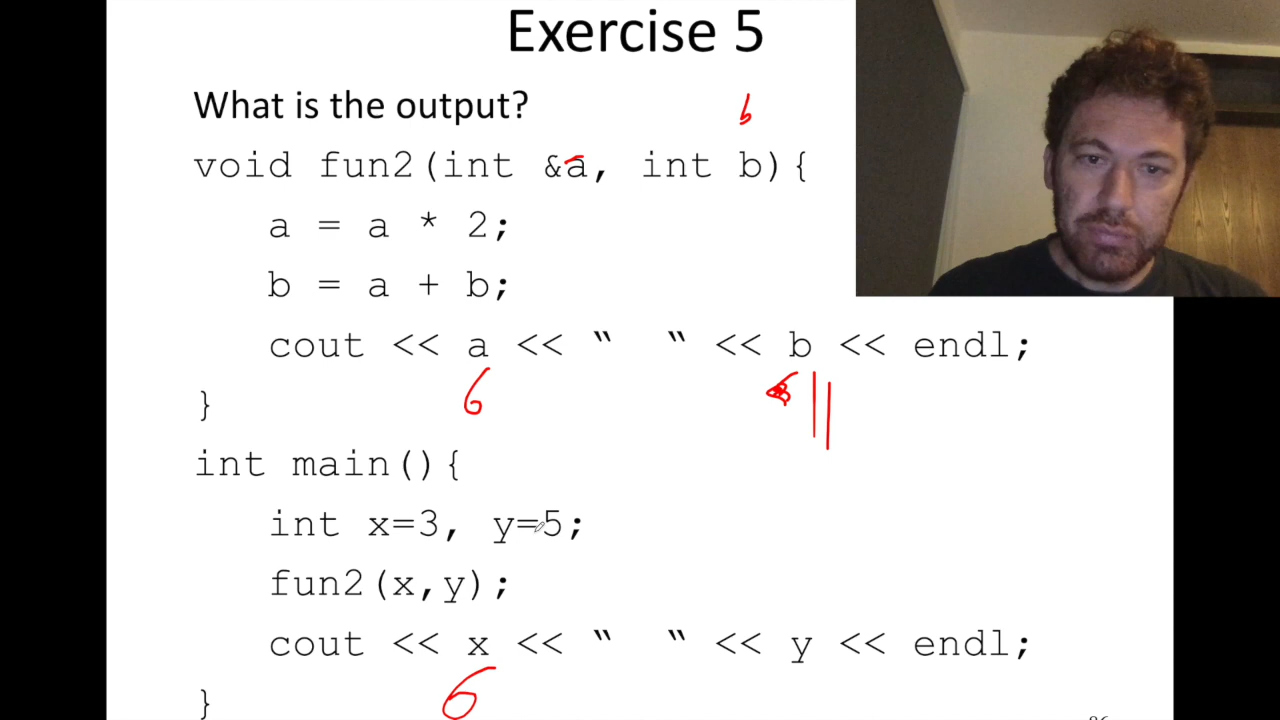 Exercise 5
What is the output?
b
void fun2(int &a, int b){
a = a * 2;
b = a + b;
cout << a << “  ” << b << endl;
6 11
}
int main(){
int x=3, y=5;
fun2(x,y);
cout << x << “  ” << y << endl;
6
}